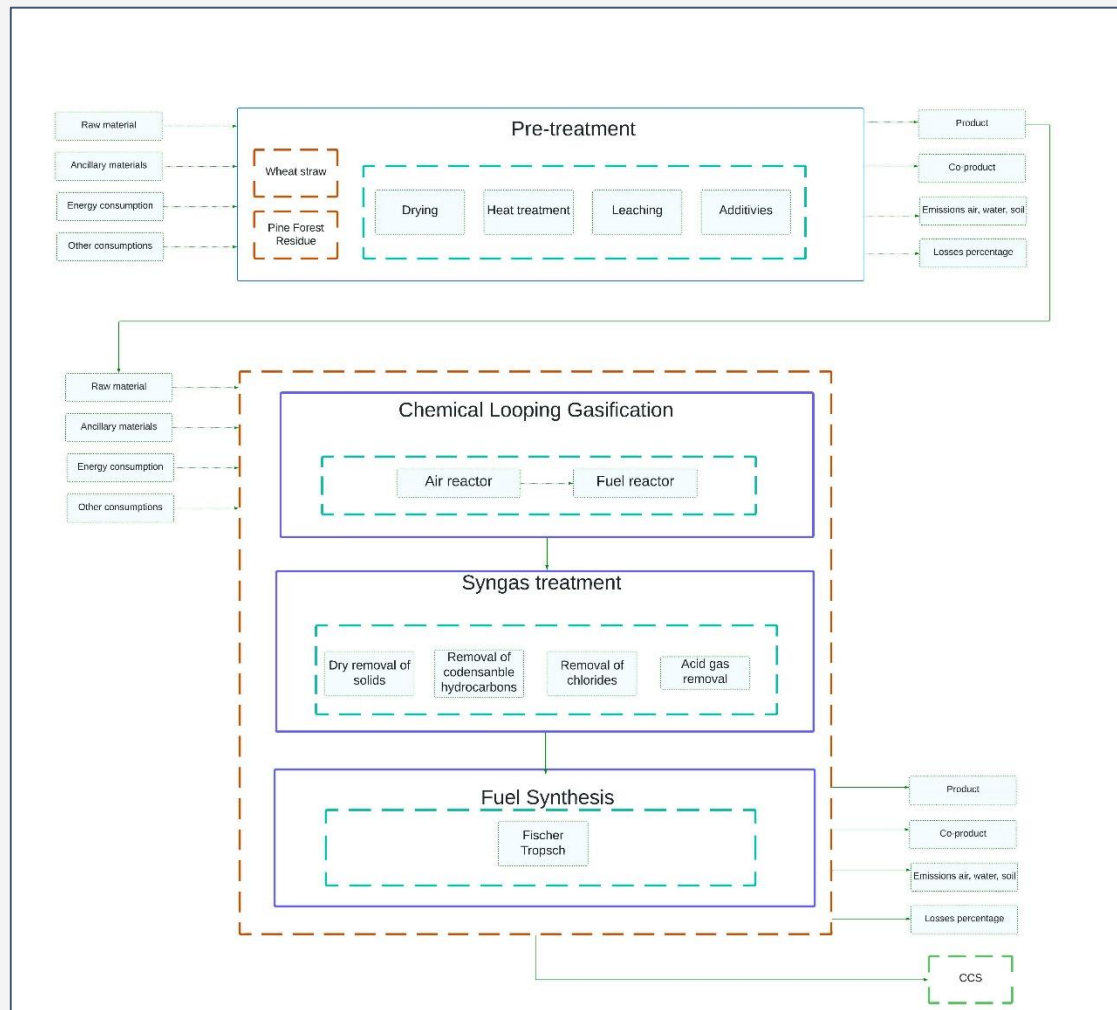 Pre-treatment
Raw material
Ancillary materials
Energy consumption
Other consumptions
Wheat straw
Pine Forest
Residue
Drying
Heat treatment
Leaching
Additivies
Product
Co-product
Emissions air, water, soil
Losses percentage
Raw material
Ancillary materials
Energy consumption
Other consumptions
Chemical Looping Gasification
Air reactor
Fuel reactor
Syngas treatment
Dry removal of
solids
Removal of
codensanble
hydrocarbons
Removal of
chlorides
Acid gas
removal
Fuel Synthesis
Fischer
Tropsch
Product
Co-product
Emissions air, water, soil
Losses percentage
CCS